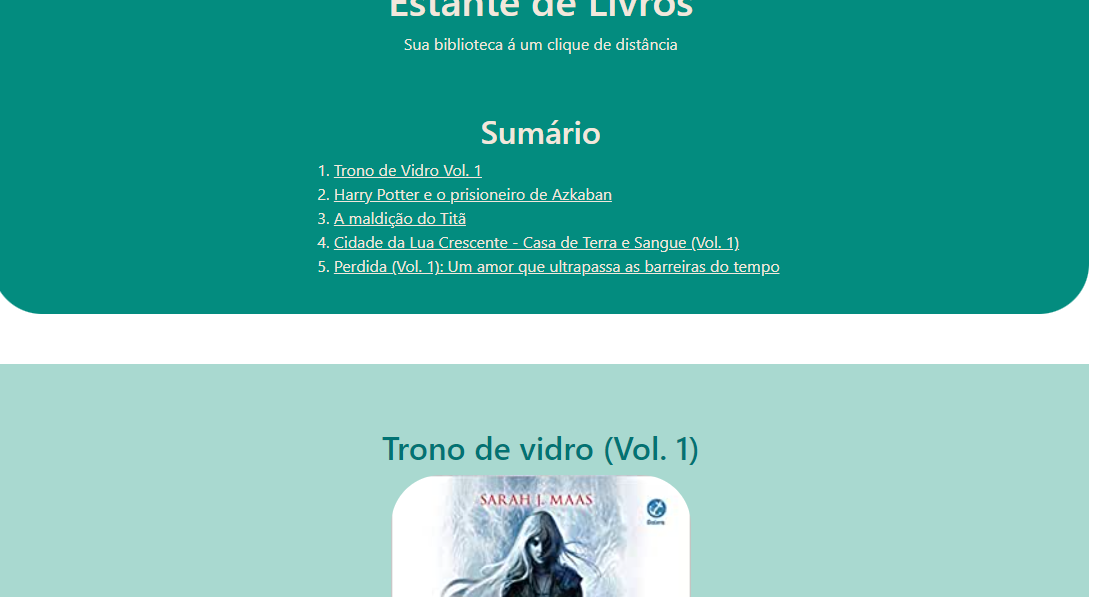 Estante de Livros
Sua biblioteca á um clique de distância
Sumário
1. Trono de Vidro Vol. 1
2. Harry Potter e o prisioneiro de Azkaban
3. A maldição do Titã
4. Cidade da Lua Crescente - Casa de Terra e Sangue (Vol. 1)
5. Perdida (Vol. 1): Um amor que ultrapassa as barreiras do tempo
Trono de vidro (Vol. 1)
SARAH J. MAAS
Galera